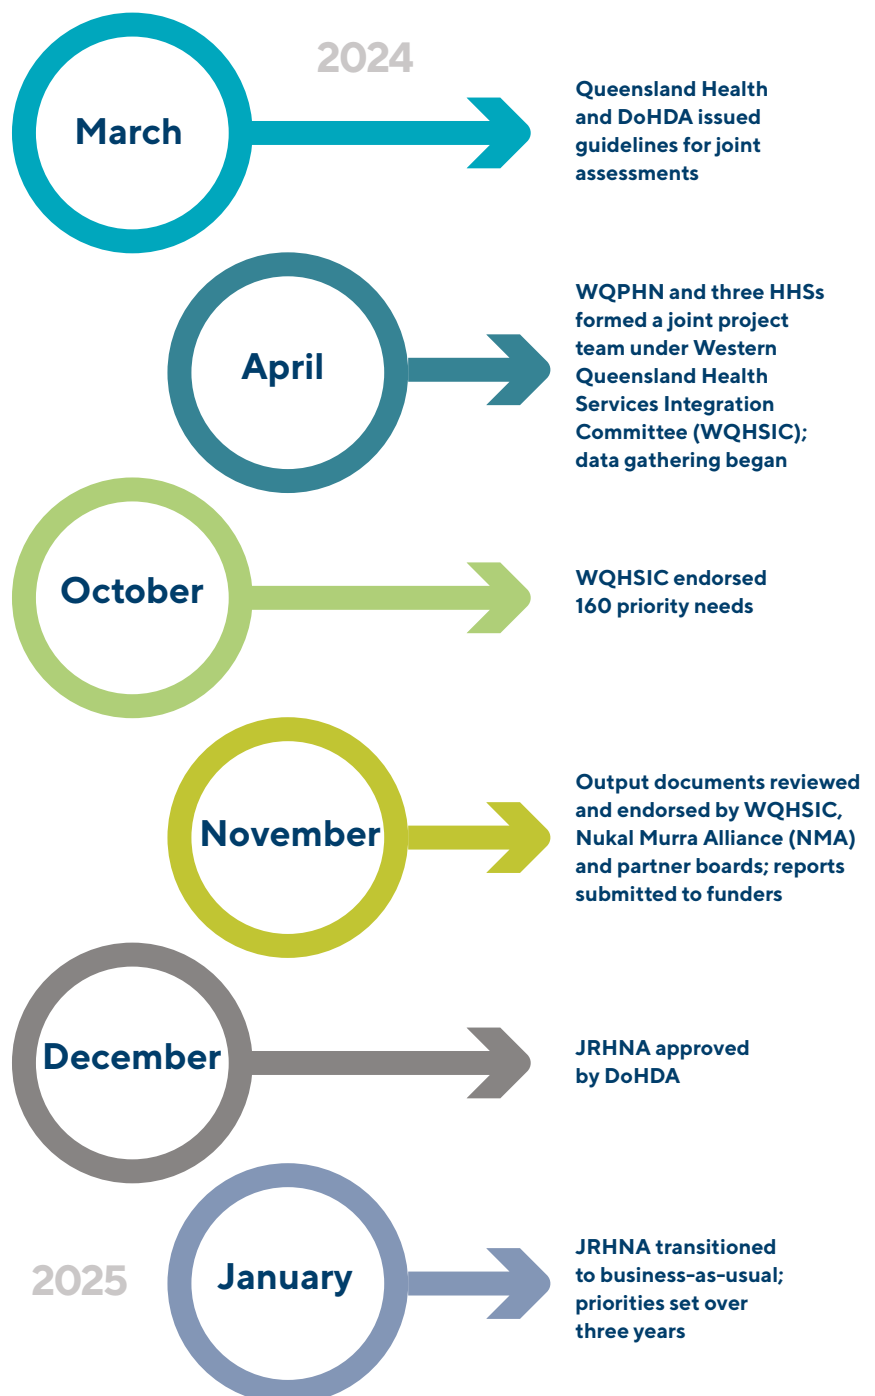 2024
March
Queensland Health
and DoHDA issued
guidelines for joint
assessments
April
WQPHN and three HHSs
formed a joint project
team under Western
Queensland Health
Services Integration
Committee (WQHSIC);
data gathering began
October
WQHSIC endorsed
160 priority needs
November
Output documents reviewed
and endorsed by WQHSIC,
Nukal Murra Alliance (NMA)
and partner boards; reports
submitted to funders
December
JRHNA approved
by DoHDA
2025
January
JRHNA transitioned
to business-as-usual;
priorities set over
three years